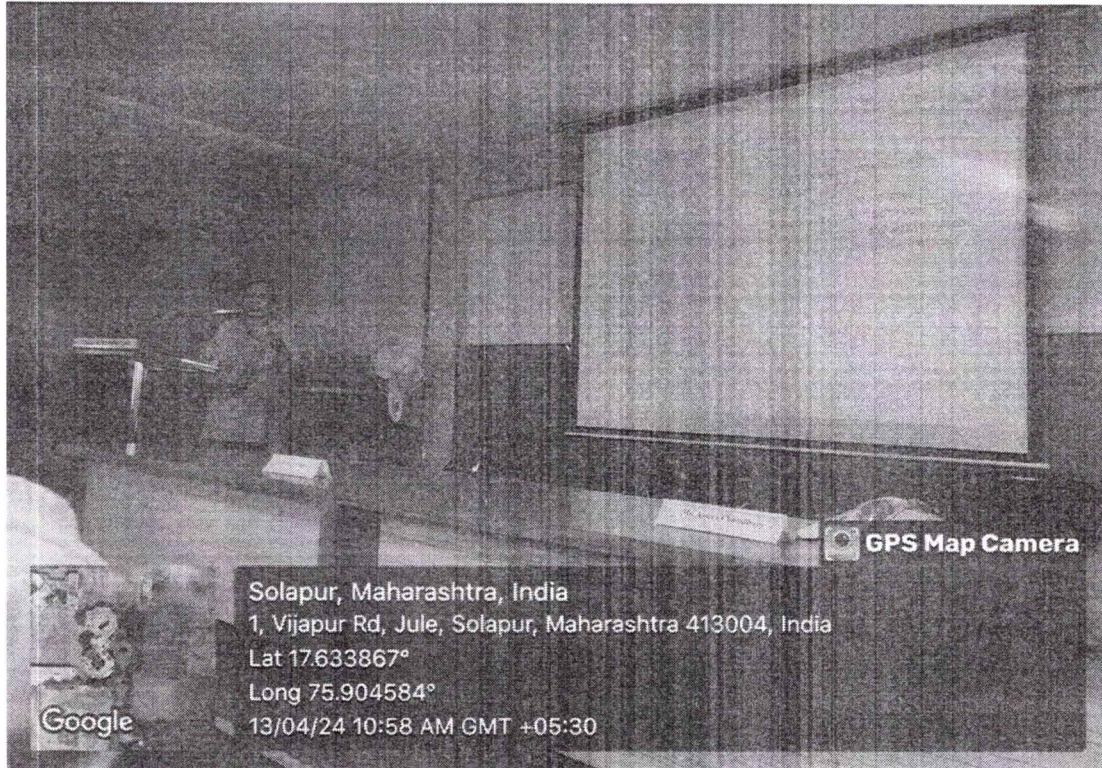 GPS Map Camera
Solapur, Maharashtra, India
1, Vijapur Rd, Jule, Solapur, Maharashtra 413004, India
Lat 17.633867°
Long 75.904584°
13/04/24 10:58 AM GMT +05:30
Google